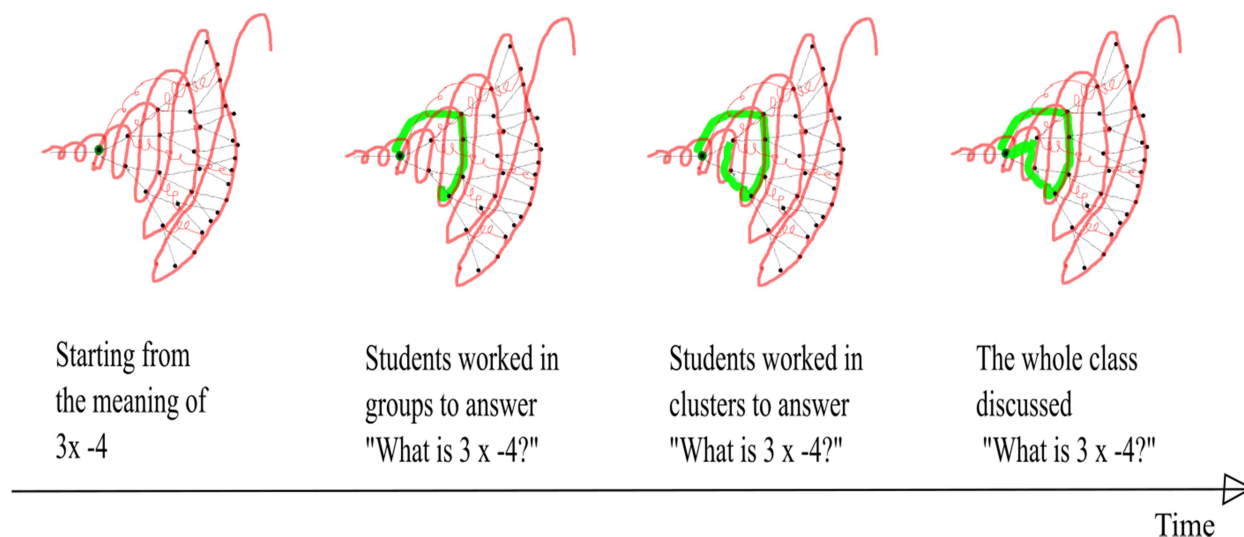 Starting from
the meaning of
3x -4
Students worked in
groups to answer
"What is 3 x -4?"
Students worked in
clusters to answer
"What is 3 x -4?"
The whole class
discussed
"What is 3 x -4?"
Time